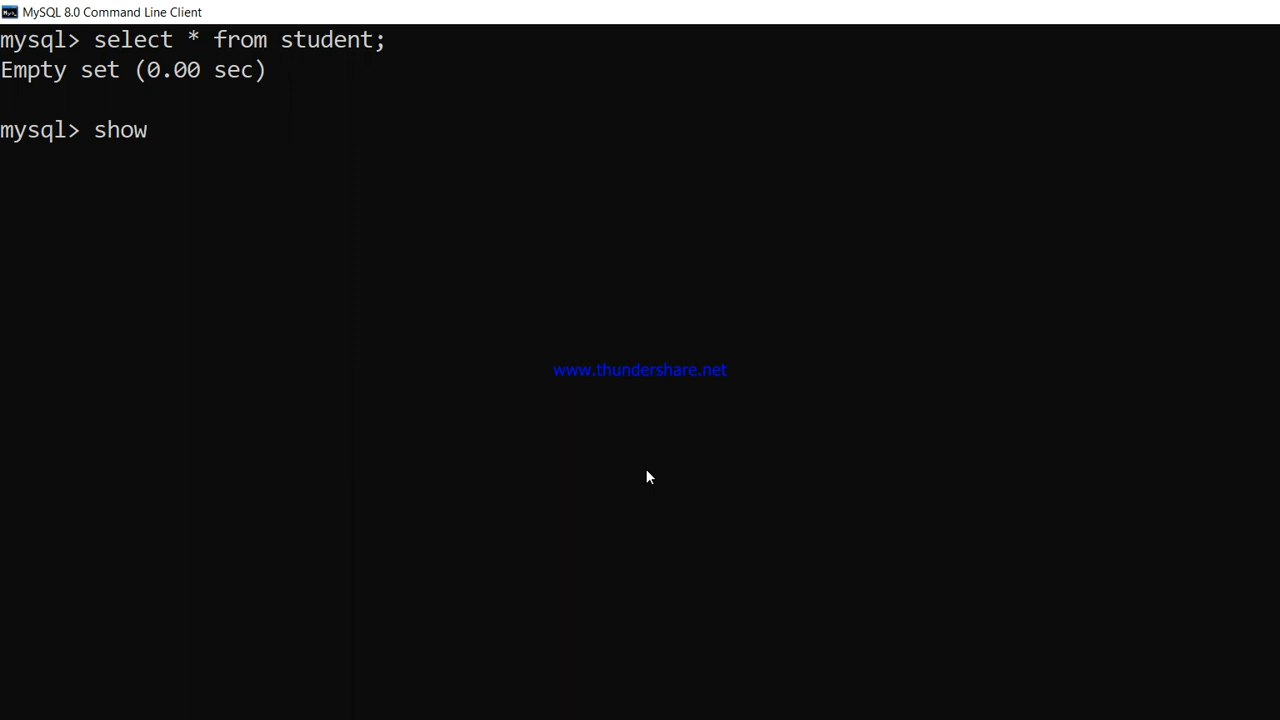 MySQL 8.0 Command Line Client
mysql> select * from student;
Empty set (0.00 sec)
mysql> show
www.thundershare.net